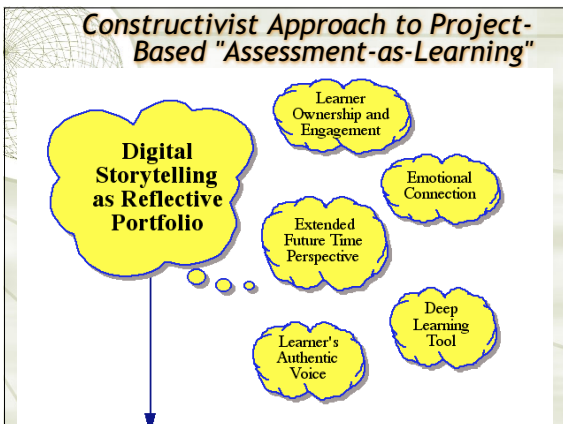 Constructivist Approach to Project-
Based "Assessment-as-Learning"
Digital
Storytelling
as Reflective
Portfolio
Learner
Ownership and
Engagement
Emotional
Connection
Extended
Future Time
Perspective
Deep
Learning
Tool
Learner's
Authentic
Voice